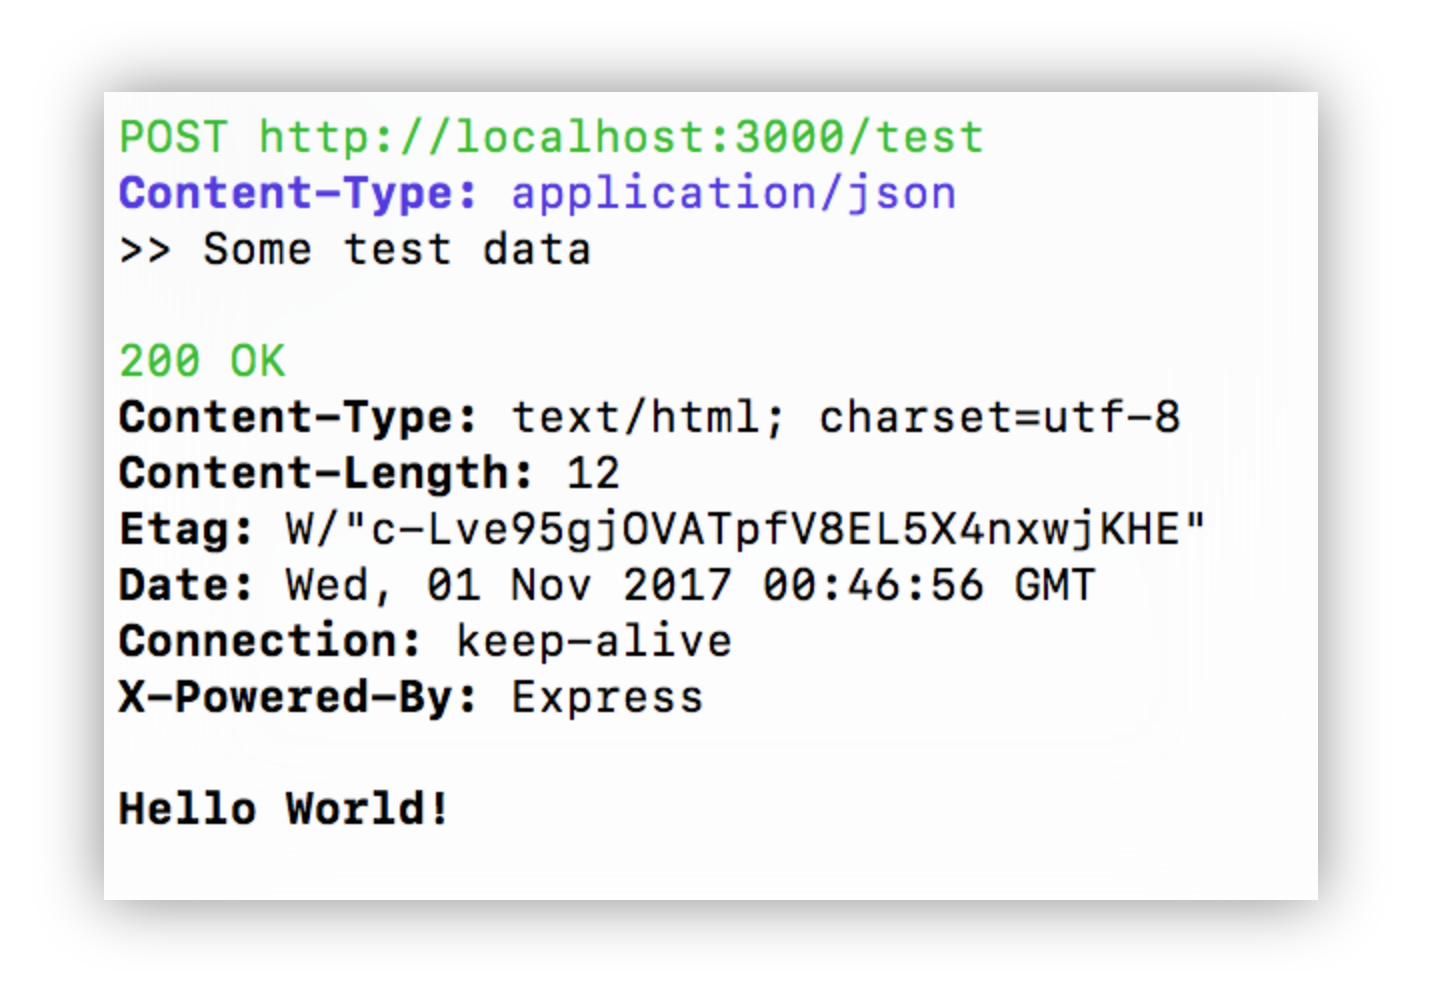 POST http://localhost:3000/test
Content-Type: application/json
>> Some test data
200 OK
Content-Type: text/html; charset=utf-8
Content-Length: 12
Etag: W/"c-Lve95gjOVATpfV8EL5X4nxwjKHE"
Date: Wed, 01 Nov 2017 00:46:56 GMT
Connection: keep-alive
X-Powered-By: Express
Hello World!